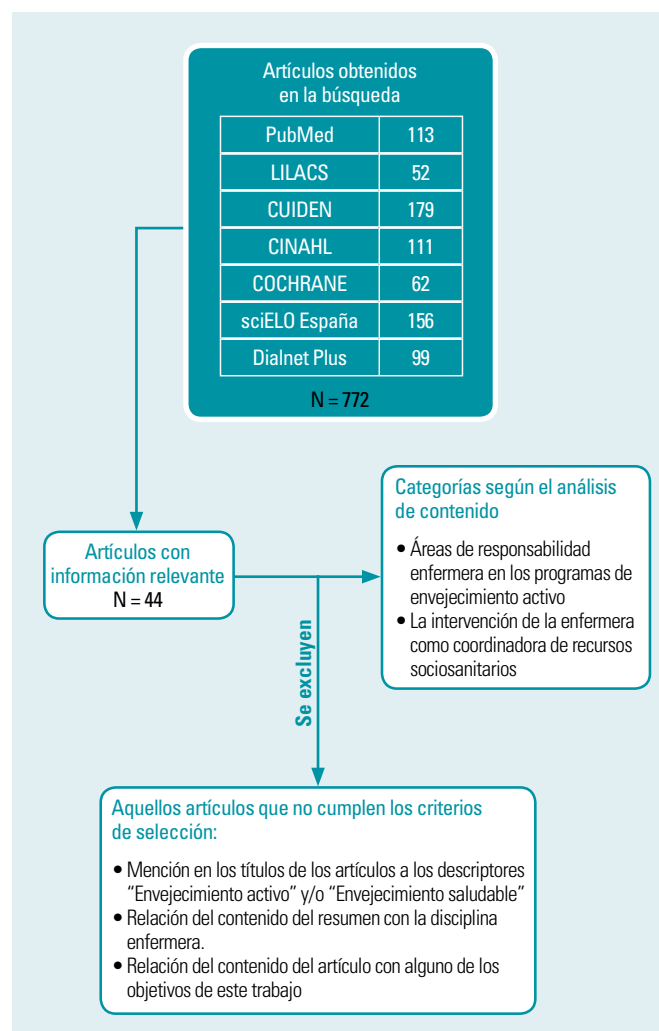 Artículos obtenidos
en la búsqueda
PubMed 113
LILACS 52
CUIDEN 179
CINAHL 111
COCHRANE 62
sciELO España 156
Dialnet Plus 99
N = 772
Artículos con
información relevante
N = 44
Categorías según el análisis
de contenido
• Áreas de responsabilidad
enfermera en los programas de
envejecimiento activo
• La intervención de la enfermera
como coordinadora de recursos
sociosanitarios
Se excluyen
Aquellos artículos que no cumplen los criterios
de selección:
• Mención en los títulos de los artículos a los descriptores
“Envejecimiento activo” y/o “Envejecimiento saludable”
• Relación del contenido del resumen con la disciplina
enfermera.
• Relación del contenido del artículo con alguno de los
objetivos de este trabajo